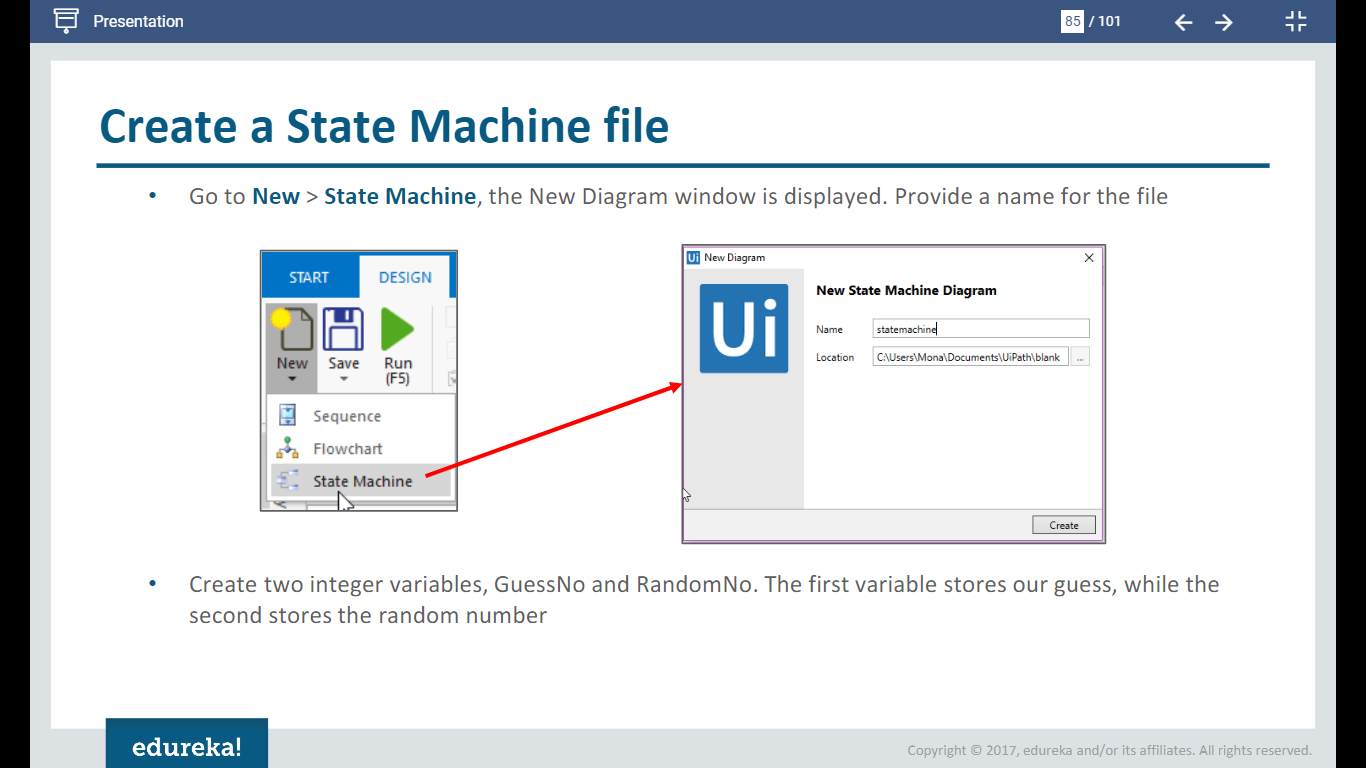 Presentation
85 / 101
Create a State Machine file
• Go to New > State Machine, the New Diagram window is displayed. Provide a name for the file
START DESIGN
New Save Run
(F5)
Sequence
Flowchart
State Machine
Ui New Diagram
Ui
New State Machine Diagram
Name statemachine
Location C:\Users\Mona\Documents\UiPath\blank ...
Create
• Create two integer variables, GuessNo and RandomNo. The first variable stores our guess, while the
second stores the random number
edureka!
Copyright © 2017, edureka and/or its affiliates. All rights reserved.